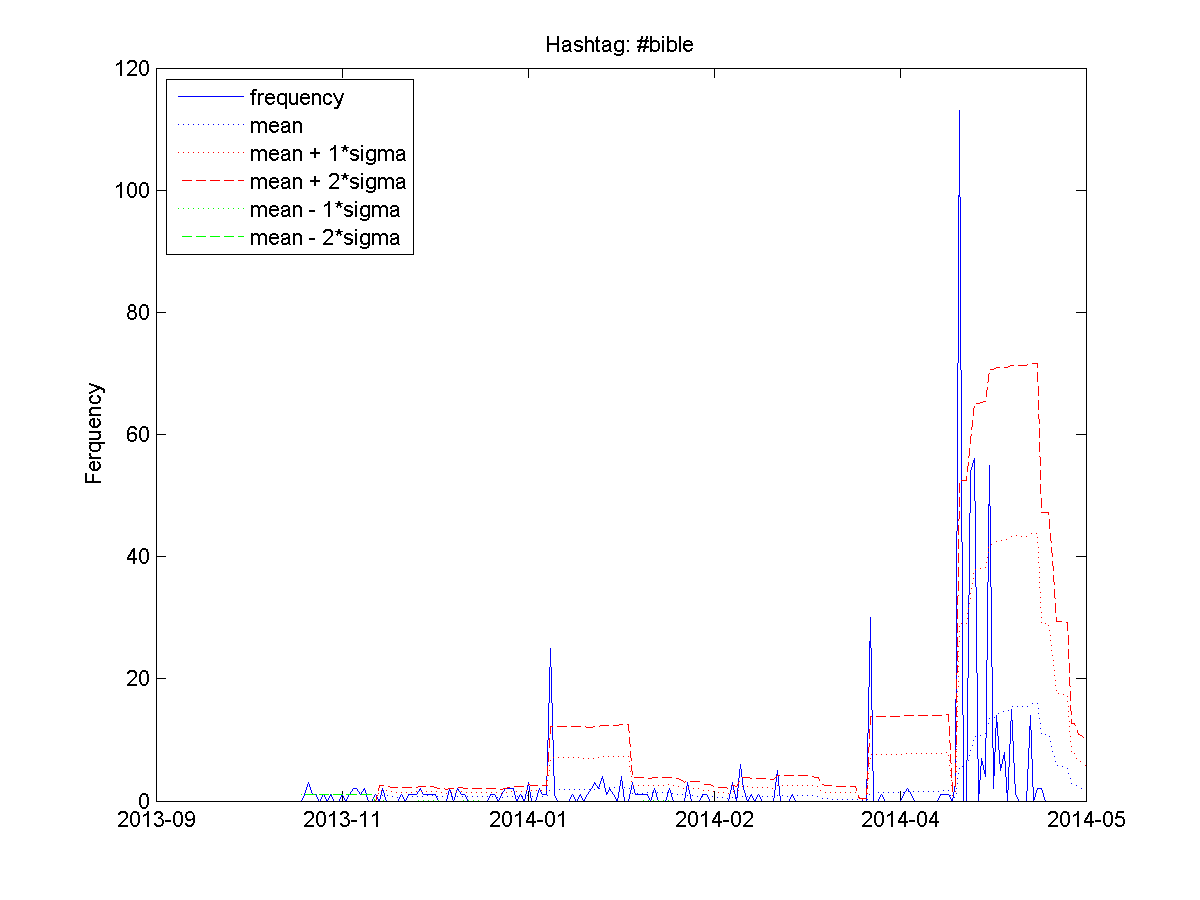 Hashtag: #bible
120
100
80
60
40
20
0
Ferquency
frequency
mean
mean + 1*sigma
mean + 2*sigma
mean - 1*sigma
mean - 2*sigma
2013-09 2013-11 2014-01 2014-02 2014-04 2014-05